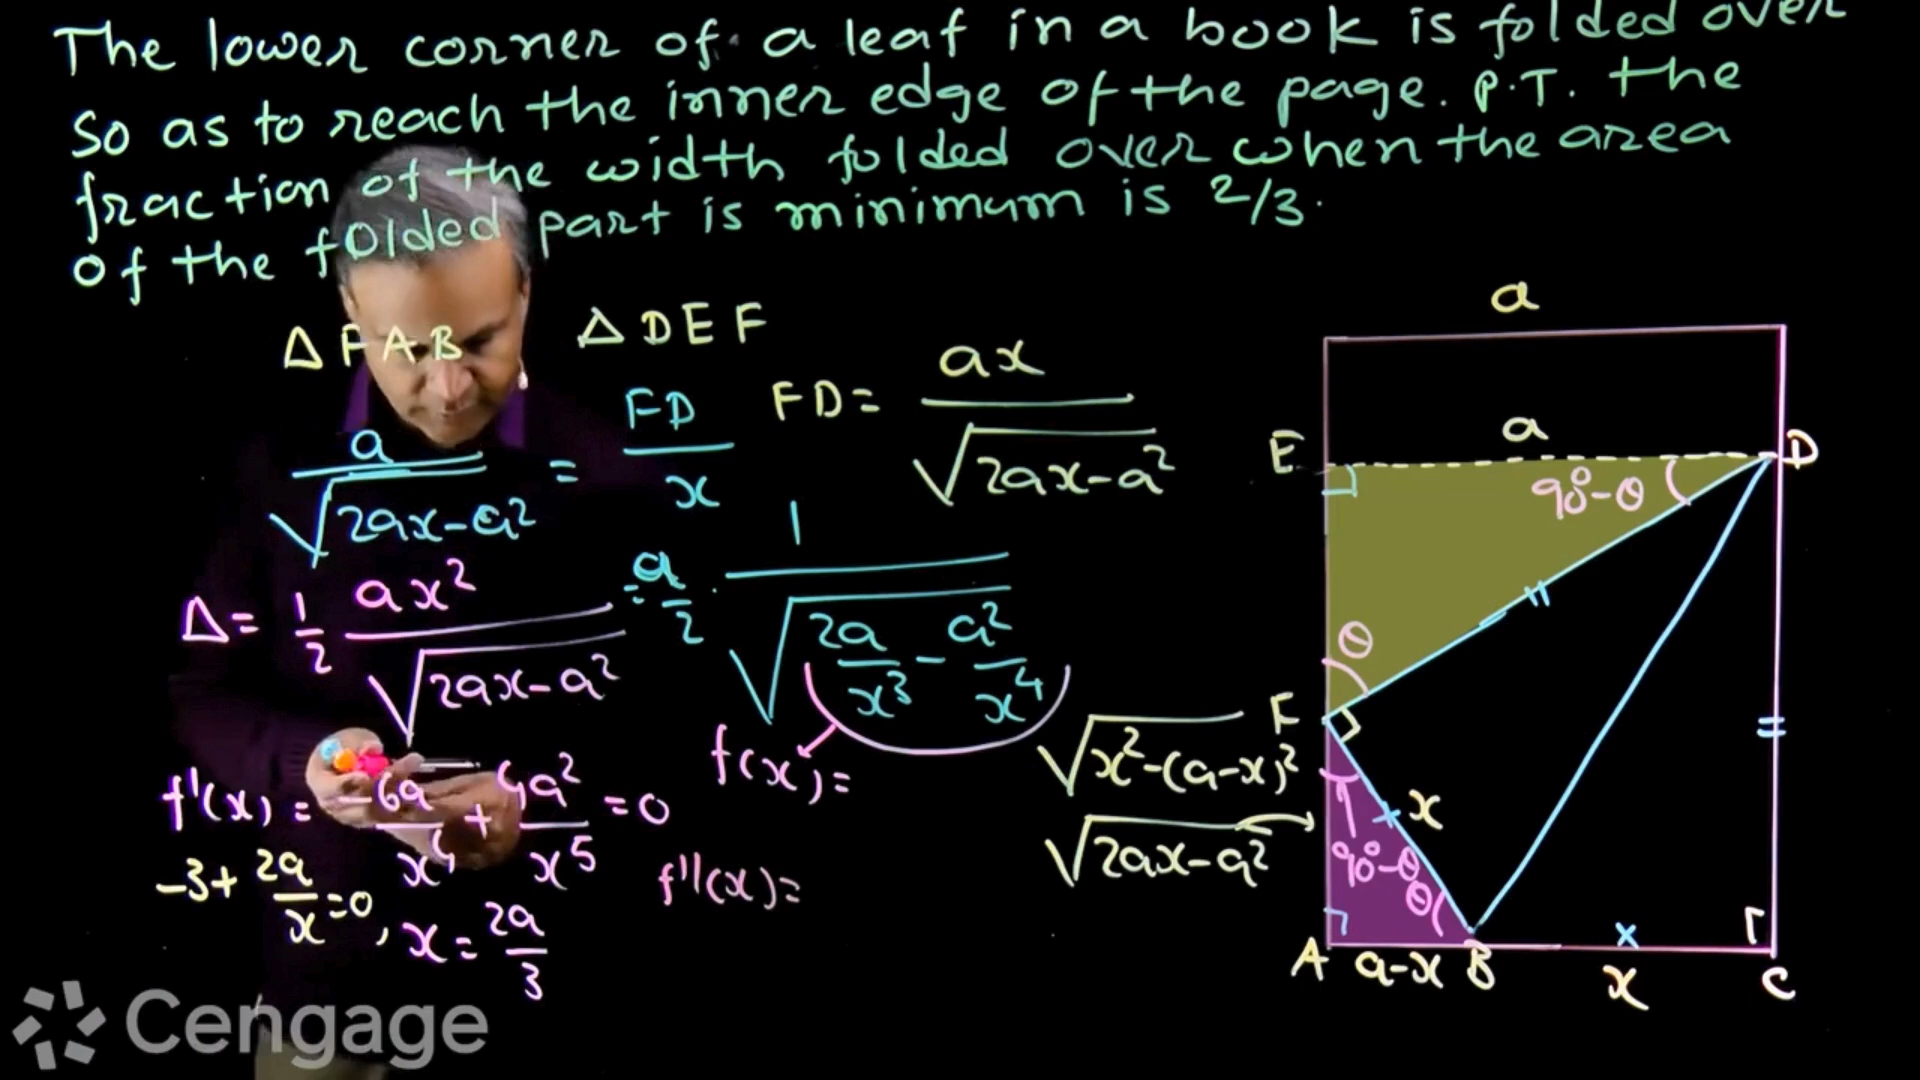 The lower corner of a leaf in a book is folded over
so as to reach the inner edge of the page. P.T. the
fraction of the width folded over when the area
of the folded part is minimum is 2/3.
△FAB △DEF
a/√(2ax-a²) = FD/x FD = ax/√(2ax-a²)
Δ = 1/2 ax²/√(2ax-a²) = a/2 · 1/√(2a/x³ - a²/x⁴)
f(x) =
f'(x) = -6a/x⁴ + 4a²/x⁵ = 0
-3 + 2a/x = 0, x = 2a/3
f''(x) =
a
E a D
90°-θ
θ
F
√(x²-(a-x)²)
√(2ax-a²)
x
90°-θ
θ
A a-x B x C
Cengage